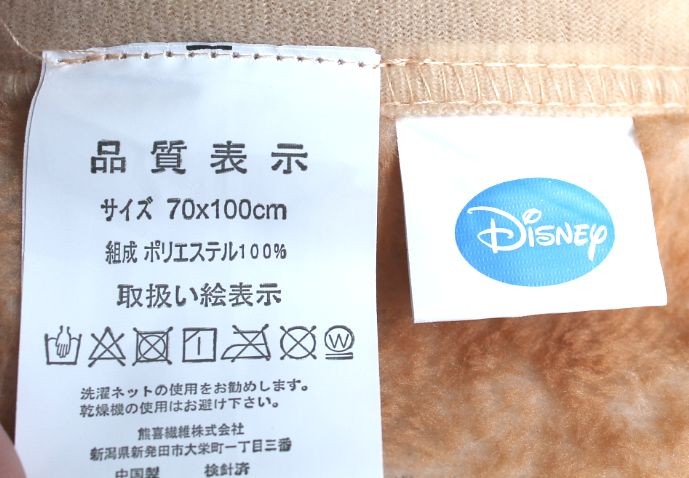 品質表示
サイズ 70x100cm
組成 ポリエステル100%
取扱い絵表示
W
洗濯ネットの使用をお勧めします。
乾燥機の使用はお避け下さい。
熊喜繊維株式会社
新潟県新発田市大栄町一丁目三番
中国製 検針済
Disney